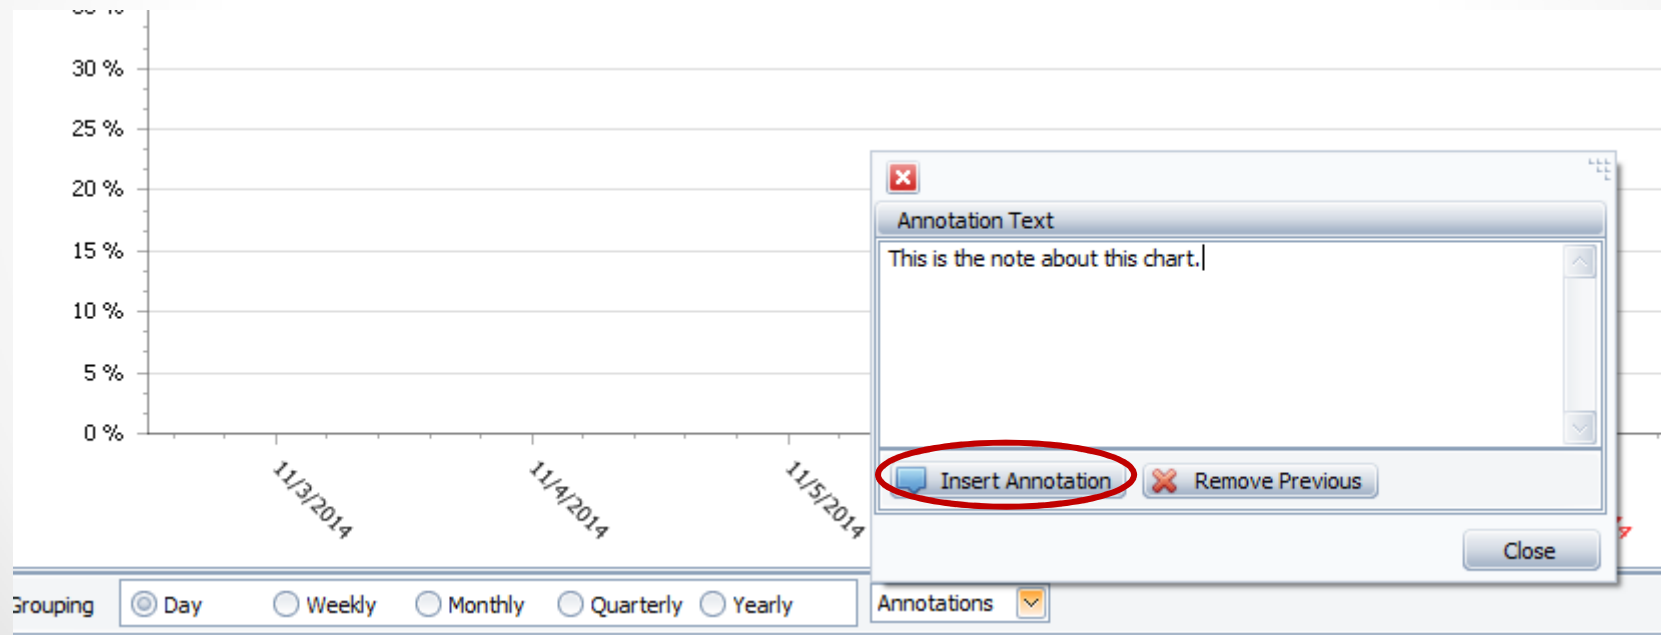 30 %
25 %
20 %
15 %
10 %
5 %
0 %
11/3/2014
11/4/2014
11/5/2014
Annotation Text
This is the note about this chart.
Insert Annotation
Remove Previous
Close
Grouping
Day
Weekly
Monthly
Quarterly
Yearly
Annotations